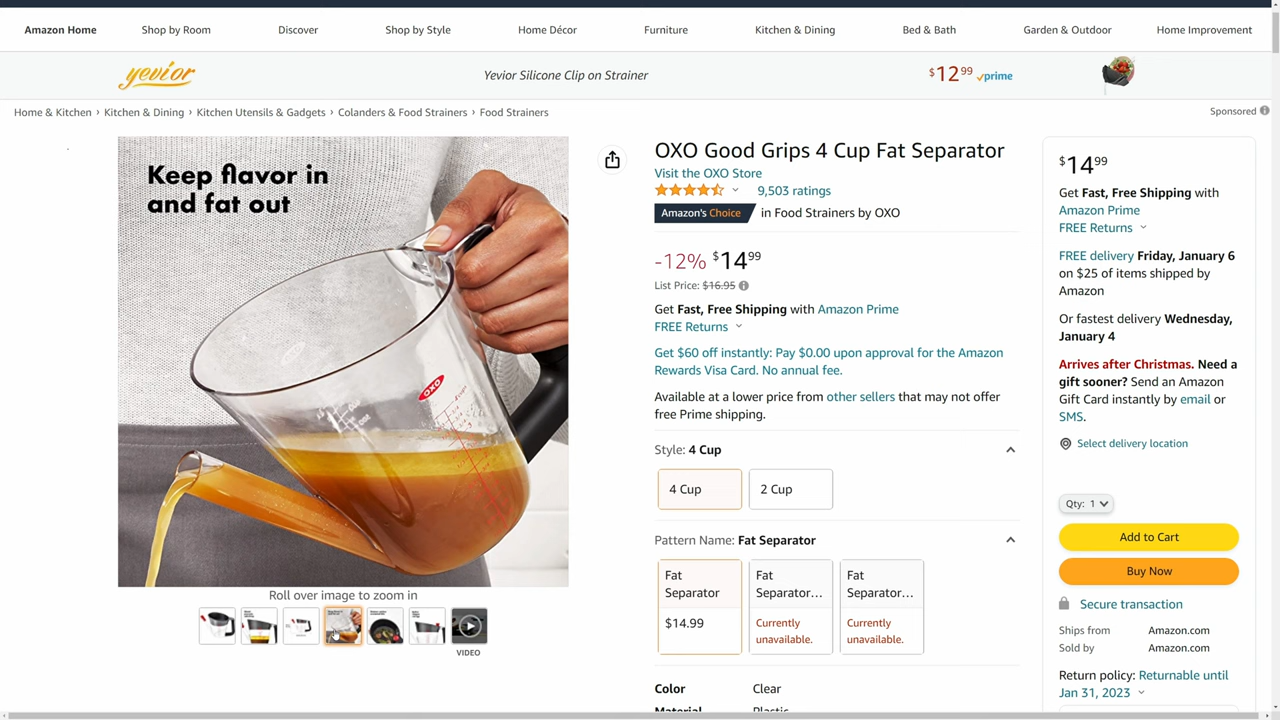 Amazon Home
Shop by Room
Discover
Shop by Style
Home Décor
Furniture
Kitchen & Dining
Bed & Bath
Garden & Outdoor
Home Improvement
yevior
Yevior Silicone Clip on Strainer
$12.99 ✓prime
Home & Kitchen › Kitchen & Dining › Kitchen Utensils & Gadgets › Colanders & Food Strainers › Food Strainers
Sponsored
Keep flavor in
and fat out
OXO
Roll over image to zoom in
VIDEO
OXO Good Grips 4 Cup Fat Separator
Visit the OXO Store
9,503 ratings
Amazon's Choice in Food Strainers by OXO
-12% $14.99
List Price: $16.95
Get Fast, Free Shipping with Amazon Prime
FREE Returns
Get $60 off instantly: Pay $0.00 upon approval for the Amazon
Rewards Visa Card. No annual fee.
Available at a lower price from other sellers that may not offer
free Prime shipping.
Style: 4 Cup
4 Cup
2 Cup
Pattern Name: Fat Separator
Fat
Separator
$14.99
Fat
Separator...
Currently
unavailable.
Fat
Separator...
Currently
unavailable.
Color Clear
Material Plastic
$14.99
Get Fast, Free Shipping with
Amazon Prime
FREE Returns
FREE delivery Friday, January 6
on $25 of items shipped by
Amazon
Or fastest delivery Wednesday,
January 4
Arrives after Christmas. Need a
gift sooner? Send an Amazon
Gift Card instantly by email or
SMS.
Select delivery location
Qty: 1
Add to Cart
Buy Now
Secure transaction
Ships from Amazon.com
Sold by Amazon.com
Return policy: Returnable until
Jan 31, 2023